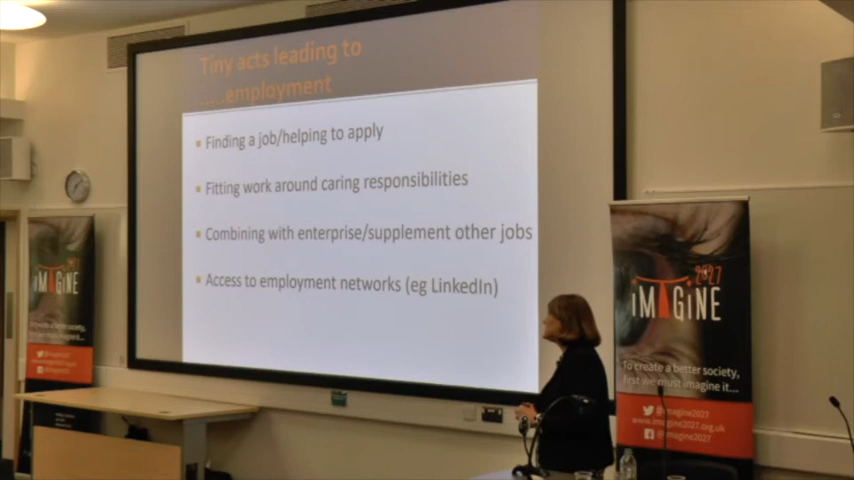 Tiny acts leading to
.....employment
Finding a job/helping to apply
Fitting work around caring responsibilities
Combining with enterprise/supplement other jobs
Access to employment networks (eg LinkedIn)
iMAGiNE
2027
iMAGiNE
To create a better society,
first we must imagine it...
@imagine2027
www.imagine2027.org.uk
@imagine2027